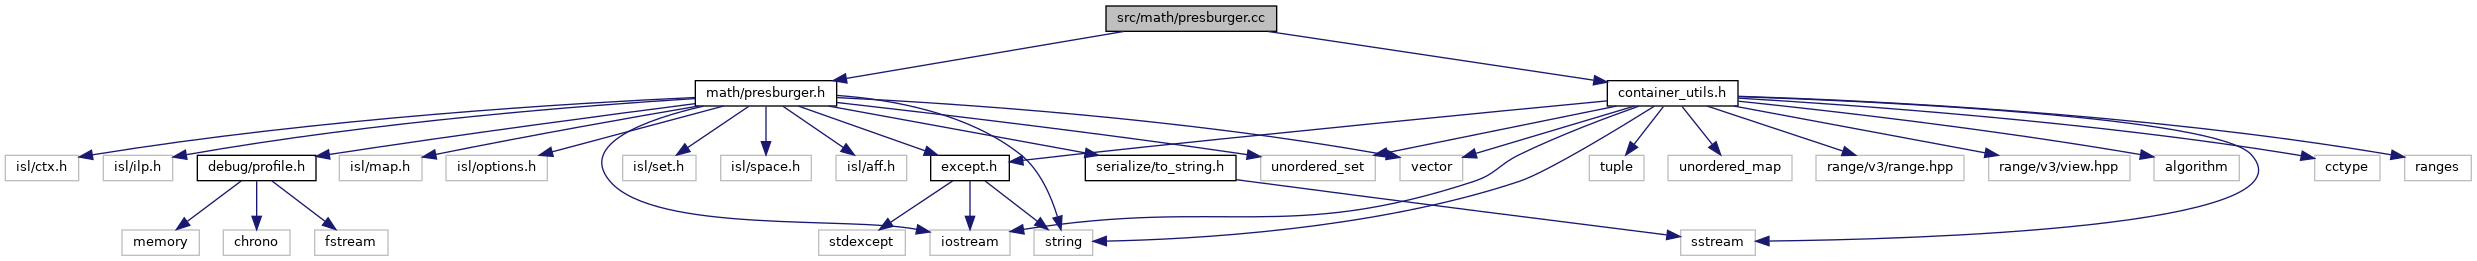 src/math/presburger.cc
math/presburger.h
container_utils.h
isl/ctx.h
isl/ilp.h
debug/profile.h
isl/map.h
isl/options.h
isl/set.h
isl/space.h
isl/aff.h
except.h
serialize/to_string.h
unordered_set
vector
tuple
unordered_map
range/v3/range.hpp
range/v3/view.hpp
algorithm
cctype
ranges
memory
chrono
fstream
stdexcept
iostream
string
sstream